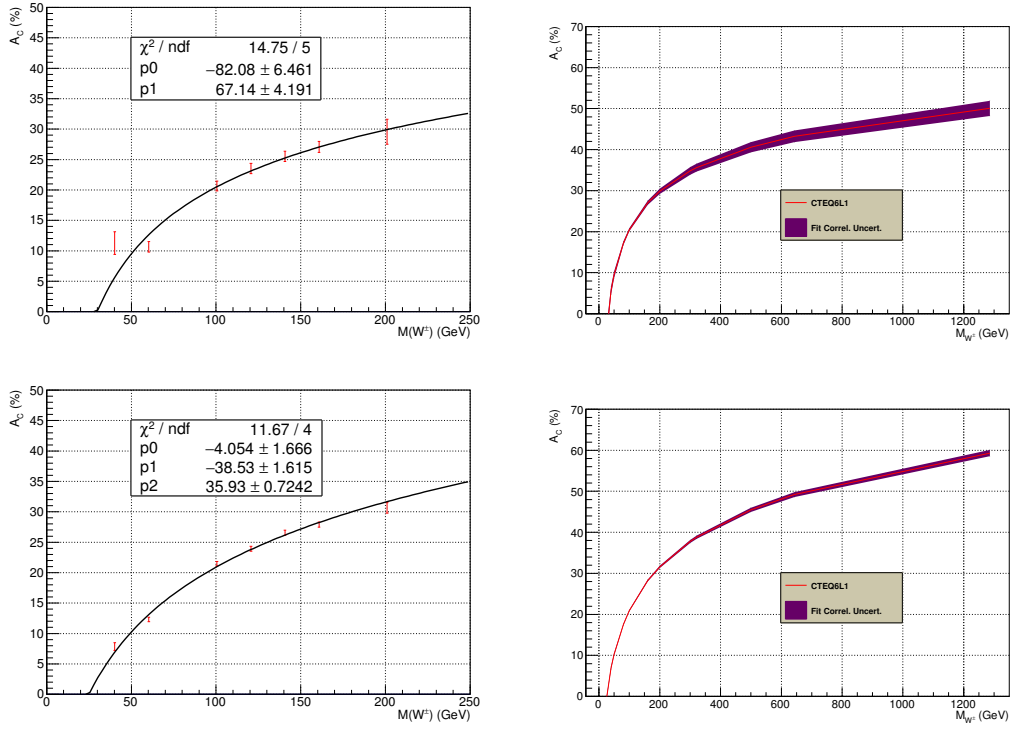 A_C (%)
50
45
40
35
30
25
20
15
10
5
0
χ² / ndf 14.75 / 5
p0 −82.08 ± 6.461
p1 67.14 ± 4.191
0 50 100 150 200 250
M(W±) (GeV)
A_C (%)
70
60
50
40
30
20
10
0
CTEQ6L1
Fit Correl. Uncert.
0 200 400 600 800 1000 1200
M_W± (GeV)
A_C (%)
50
45
40
35
30
25
20
15
10
5
0
χ² / ndf 11.67 / 4
p0 −4.054 ± 1.666
p1 −38.53 ± 1.615
p2 35.93 ± 0.7242
0 50 100 150 200 250
M(W±) (GeV)
A_C (%)
70
60
50
40
30
20
10
0
CTEQ6L1
Fit Correl. Uncert.
0 200 400 600 800 1000 1200
M_W± (GeV)